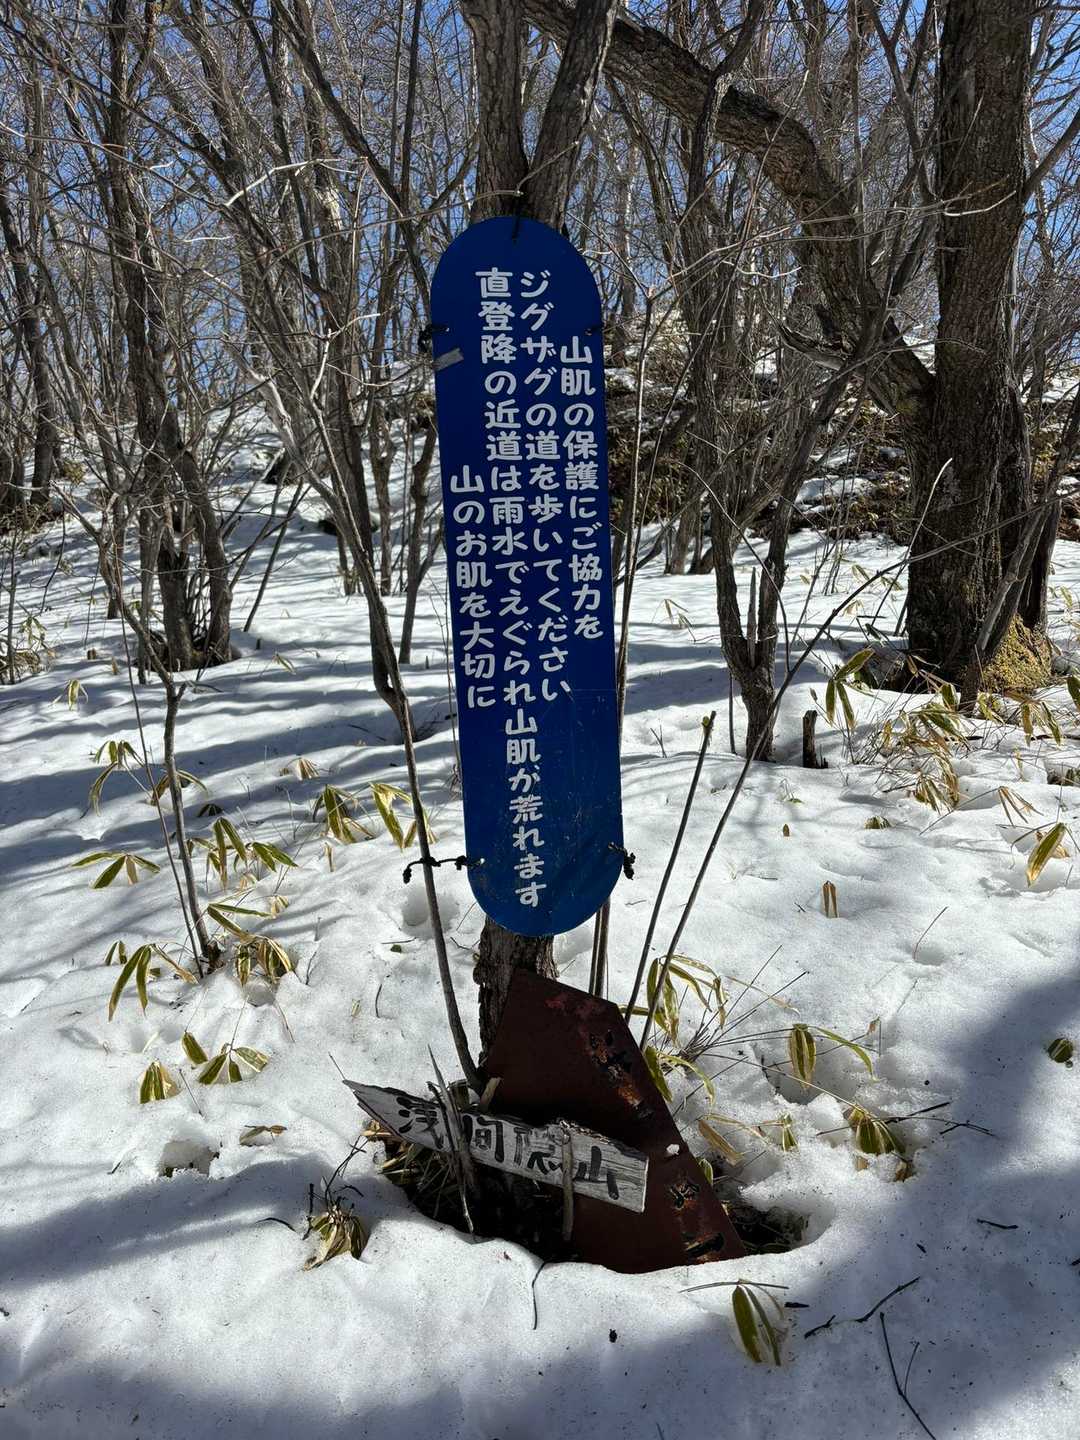 山肌の保護にご協力を
ジグザグの道を歩いてください
直登降の近道は雨水でえぐられ山肌が荒れます
山のお肌を大切に
浅間隠山